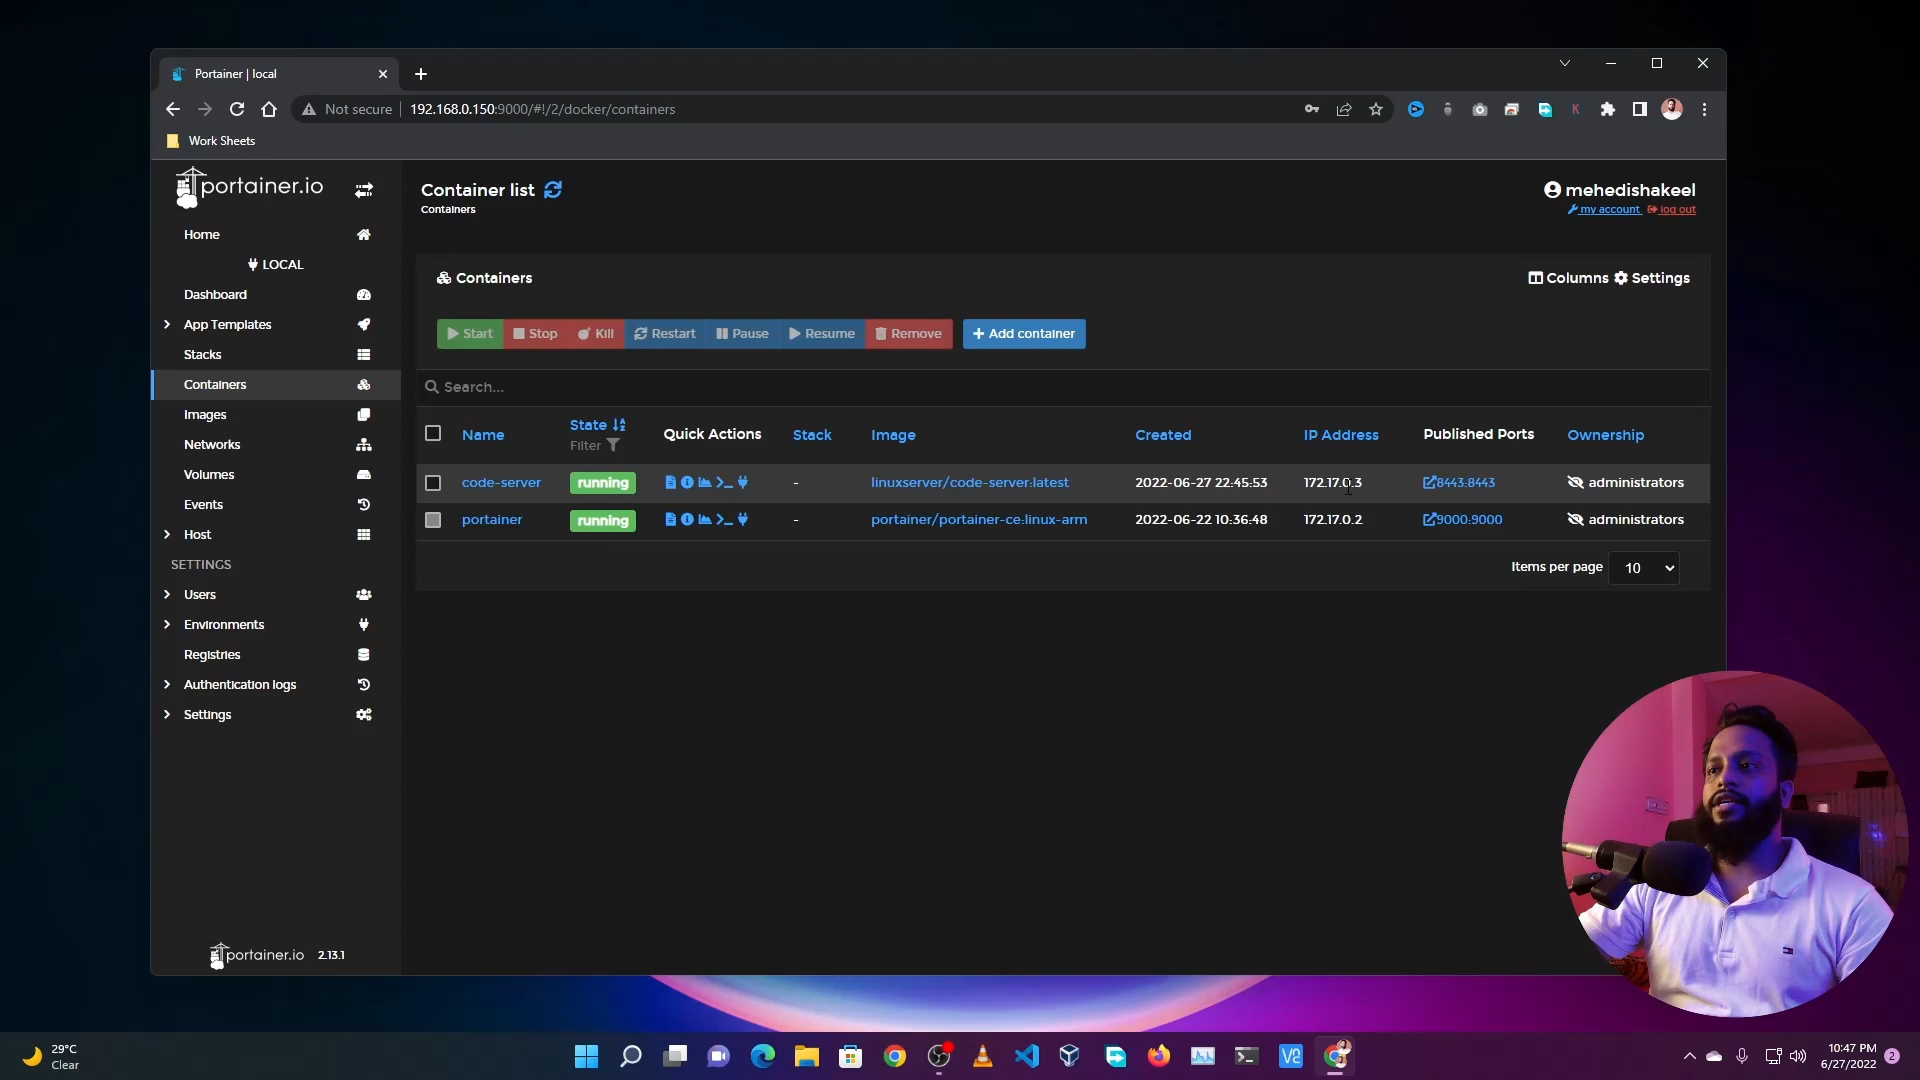 Portainer | local
Not secure
192.168.0.150:9000/#!/2/docker/containers
K
Work Sheets
portainer.io
Container list
Containers
mehedishakeel
my account
log out
Home
LOCAL
Dashboard
App Templates
Stacks
Containers
Images
Networks
Volumes
Events
Host
SETTINGS
Users
Environments
Registries
Authentication logs
Settings
portainer.io 2.13.1
Containers
Columns Settings
Start Stop Kill Restart Pause Resume Remove Add container
Search...
Name State Quick Actions Stack Image Created IP Address Published Ports Ownership
Filter
code-server running - linuxserver/code-server:latest 2022-06-27 22:45:53 172.17.0.3 8443:8443 administrators
portainer running - portainer/portainer-ce:linux-arm 2022-06-22 10:36:48 172.17.0.2 9000:9000 administrators
Items per page 10
29°C
Clear
10:47 PM
6/27/2022
2